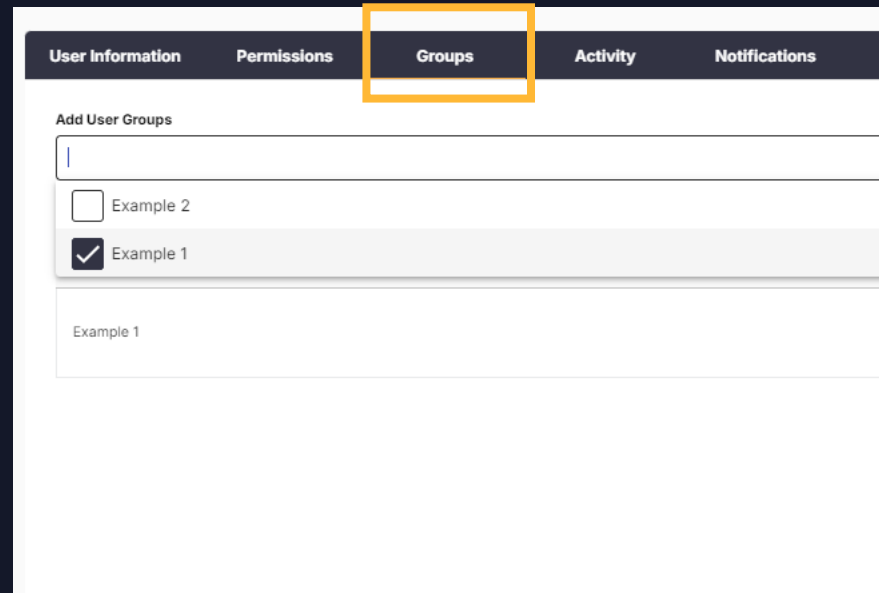 User Information Permissions Groups Activity Notifications
Add User Groups
Example 2
Example 1
Example 1